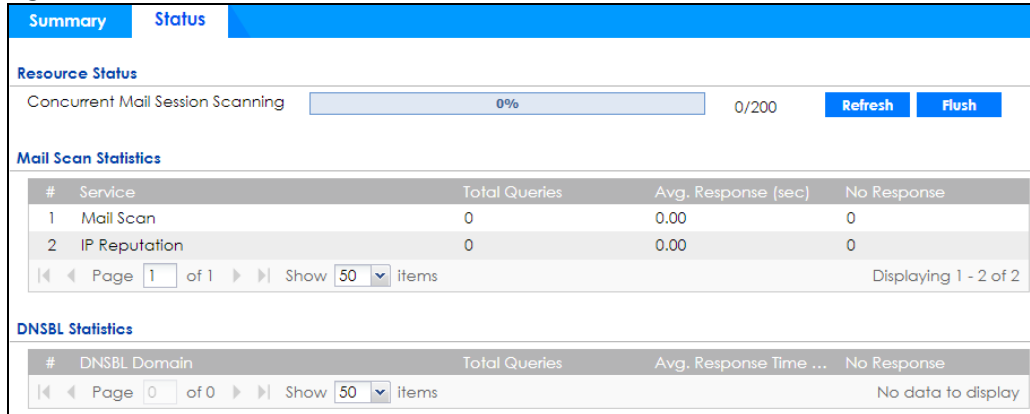 Summary Status
Resource Status
Concurrent Mail Session Scanning 0% 0/200 Refresh Flush
Mail Scan Statistics
# Service Total Queries Avg. Response (sec) No Response
1 Mail Scan 0 0.00 0
2 IP Reputation 0 0.00 0
Page 1 of 1 Show 50 items Displaying 1 - 2 of 2
DNSBL Statistics
# DNSBL Domain Total Queries Avg. Response Time ... No Response
Page 0 of 0 Show 50 items No data to display